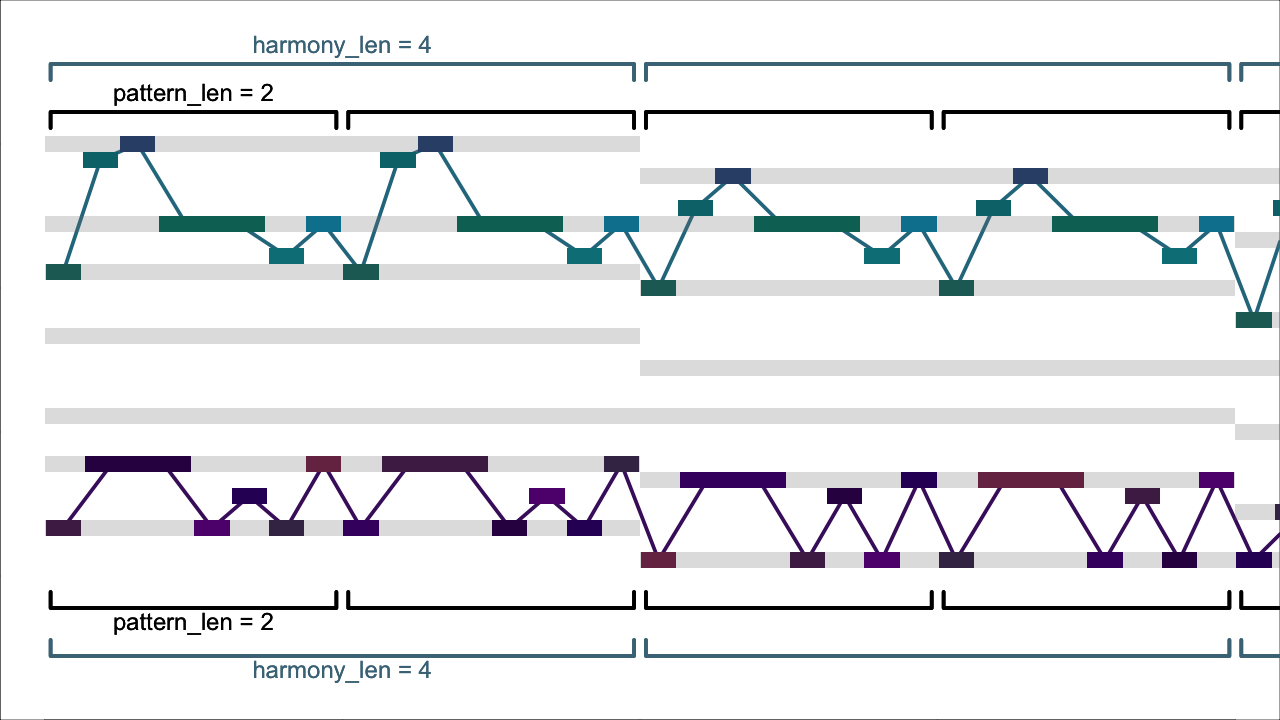 harmony_len = 4
pattern_len = 2
pattern_len = 2
harmony_len = 4